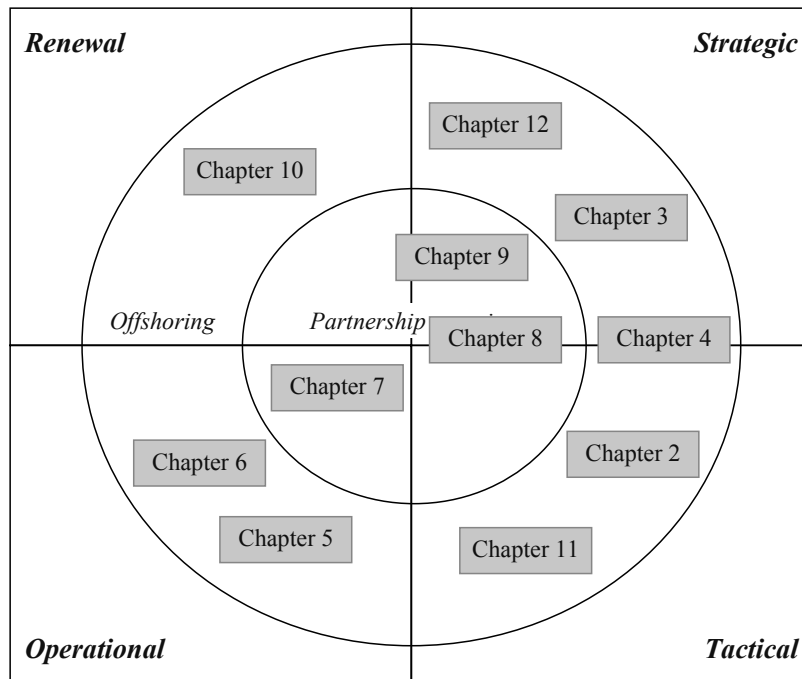 Renewal
Strategic
Chapter 12
Chapter 10
Chapter 3
Chapter 9
Offshoring
Partnership
Chapter 8
Chapter 4
Chapter 7
Chapter 2
Chapter 6
Chapter 5
Chapter 11
Operational
Tactical